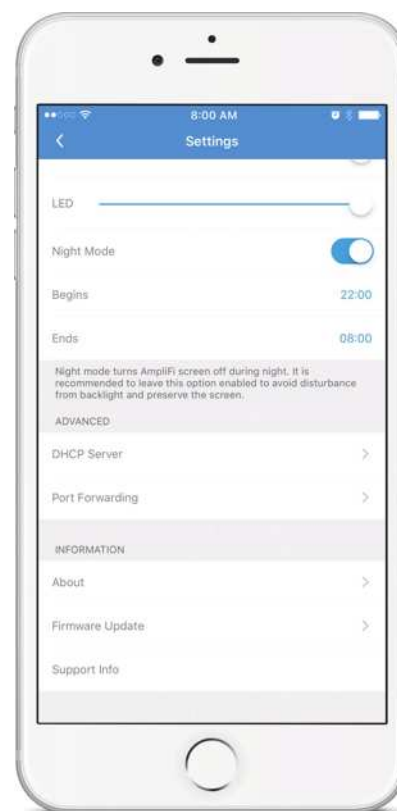 8:00 AM
Settings
LED
Night Mode
Begins 22:00
Ends 08:00
Night mode turns AmpliFi screen off during night. It is
recommended to leave this option enabled to avoid disturbance
from backlight and preserve the screen.
ADVANCED
DHCP Server
Port Forwarding
INFORMATION
About
Firmware Update
Support Info